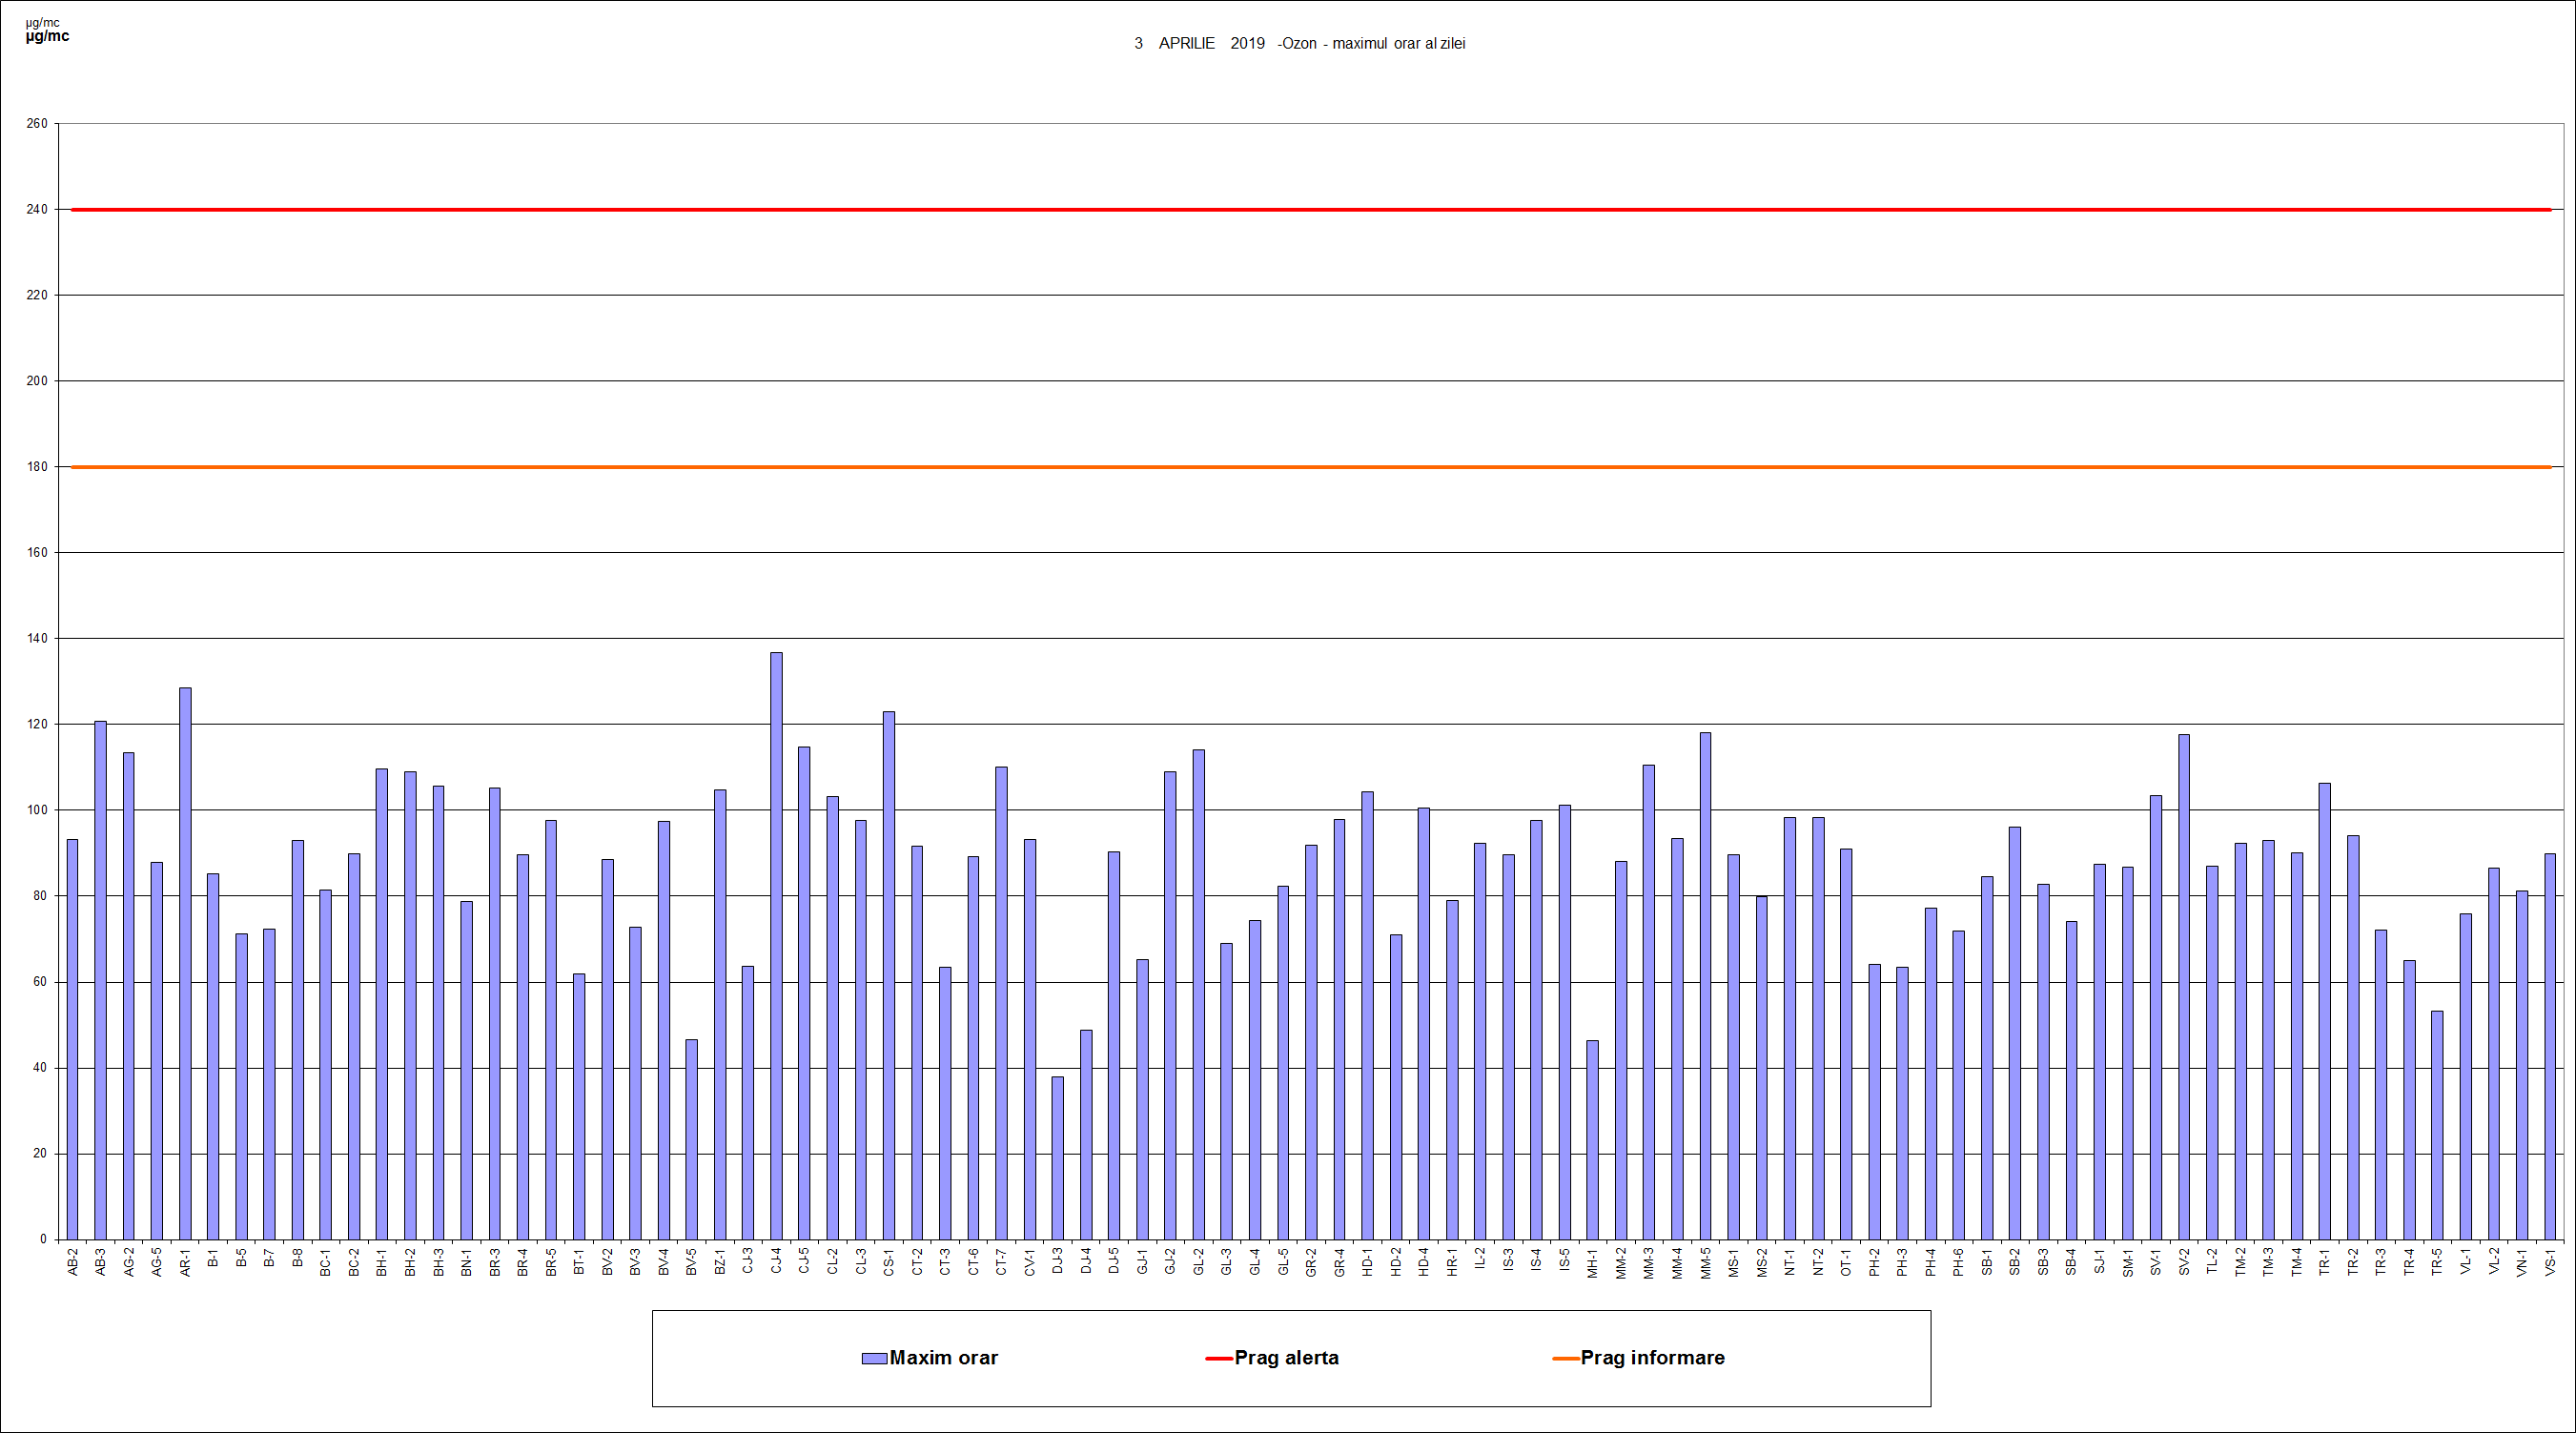 µg/mc
µg/mc
3 APRILIE 2019 -Ozon - maximul orar al zilei
260
240
220
200
180
160
140
120
100
80
60
40
20
0
AB-2 AB-3 AG-2 AG-5 AR-1 B-1 B-5 B-7 B-8 BC-1 BC-2 BH-1 BH-2 BH-3 BN-1 BR-3 BR-4 BR-5 BT-1 BV-2 BV-3 BV-4 BV-5 BZ-1 CJ-3 CJ-4 CJ-5 CL-2 CL-3 CS-1 CT-2 CT-3 CT-6 CT-7 CV-1 DJ-3 DJ-4 DJ-5 GJ-1 GJ-2 GL-2 GL-3 GL-4 GL-5 GR-2 GR-4 HD-1 HD-2 HD-4 HR-1 IL-2 IS-3 IS-4 IS-5 MH-1 MM-2 MM-3 MM-4 MM-5 MS-1 MS-2 NT-1 NT-2 OT-1 PH-2 PH-3 PH-4 PH-6 SB-1 SB-2 SB-3 SB-4 SJ-1 SM-1 SV-1 SV-2 TL-2 TM-2 TM-3 TM-4 TR-1 TR-2 TR-3 TR-4 TR-5 VL-1 VL-2 VN-1 VS-1
Maxim orar Prag alerta Prag informare